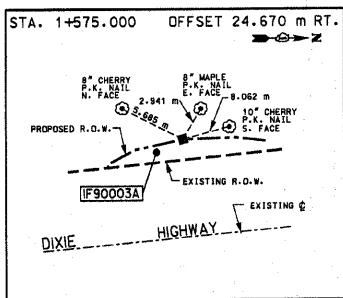 STA. 1+575.000 OFFSET 24.670 m RT.
N
8" CHERRY
P.K. NAIL
N. FACE
8" MAPLE
P.K. NAIL
E. FACE
2.941 m
8.062 m
5.685 m
10" CHERRY
P.K. NAIL
S. FACE
PROPOSED R.O.W.
EXISTING R.O.W.
IF90003A
EXISTING ℄
DIXIE HIGHWAY